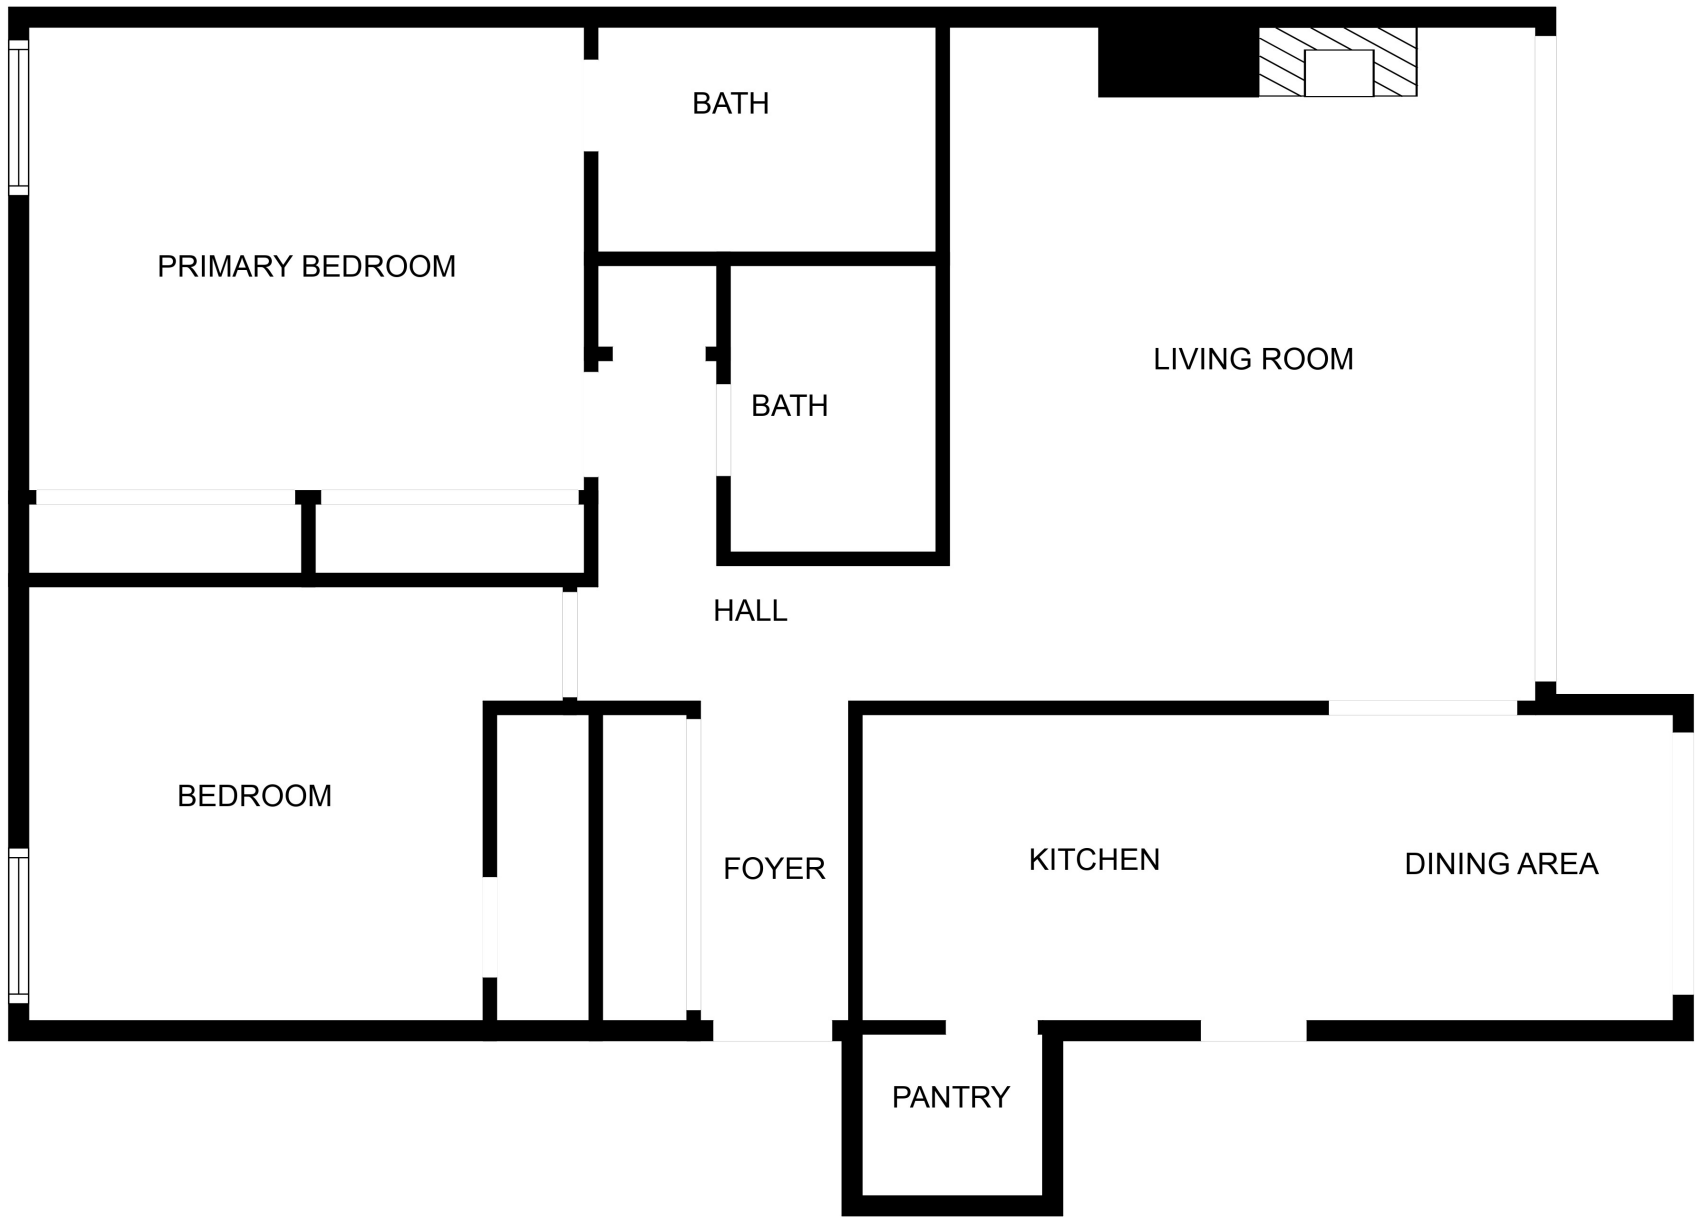 BATH
PRIMARY BEDROOM
LIVING ROOM
BATH
HALL
BEDROOM
FOYER
KITCHEN
DINING AREA
PANTRY